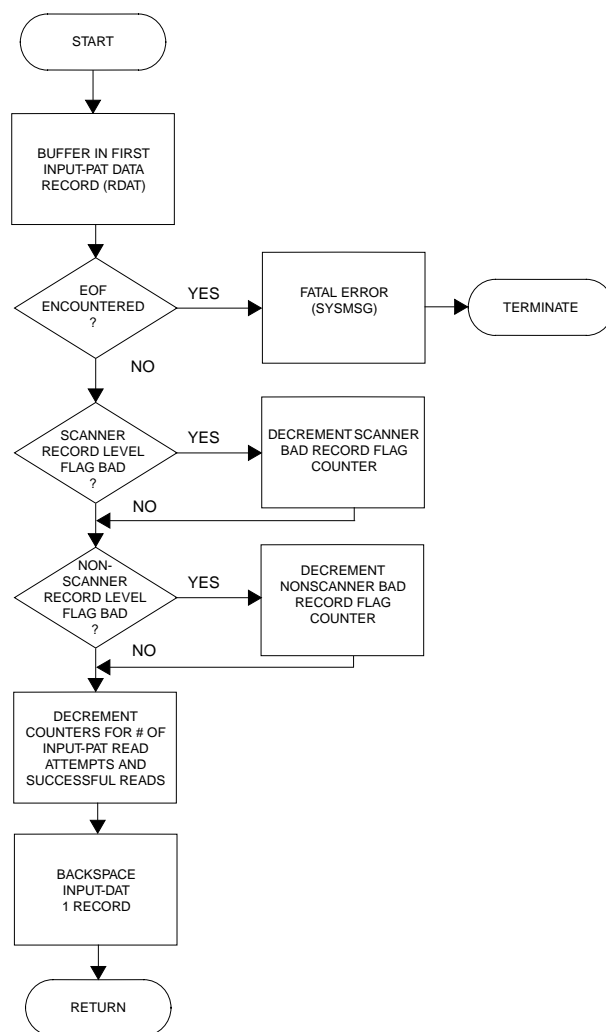 START
BUFFER IN FIRST
INPUT-PAT DATA
RECORD (RDAT)
EOF
ENCOUNTERED
?
YES
FATAL ERROR
(SYSMSG)
TERMINATE
NO
SCANNER
RECORD LEVEL
FLAG BAD
?
YES
DECREMENT SCANNER
BAD RECORD FLAG
COUNTER
NO
NON-
SCANNER
RECORD LEVEL
FLAG BAD
?
YES
DECREMENT
NONSCANNER BAD
RECORD FLAG
COUNTER
NO
DECREMENT
COUNTERS FOR # OF
INPUT-PAT READ
ATTEMPTS AND
SUCCESSFUL READS
BACKSPACE
INPUT-DAT
1 RECORD
RETURN